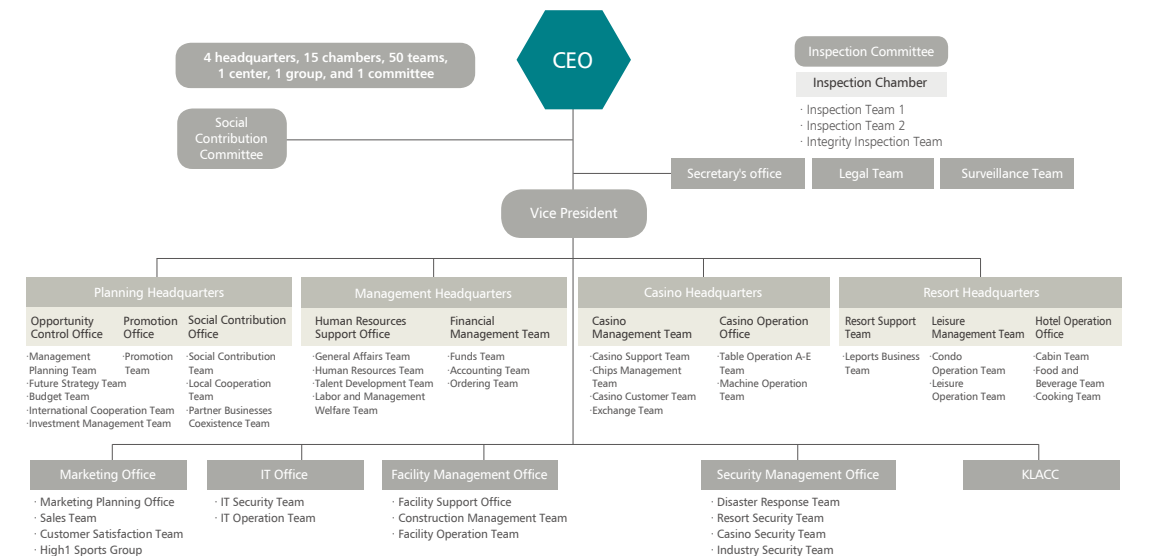 4 headquarters, 15 chambers, 50 teams,
1 center, 1 group, and 1 committee
CEO
Inspection Committee
Inspection Chamber
· Inspection Team 1
· Inspection Team 2
· Integrity Inspection Team
Social
Contribution
Committee
Secretary's office
Legal Team
Surveillance Team
Vice President
Planning Headquarters
Opportunity
Control Office
·Management
Planning Team
·Future Strategy Team
·Budget Team
·International Cooperation Team
·Investment Management Team
Promotion
Office
·Promotion
Team
Social Contribution
Office
·Social Contribution
Team
·Local Cooperation
Team
·Partner Businesses
Coexistence Team
Management Headquarters
Human Resources
Support Office
·General Affairs Team
·Human Resources Team
·Talent Development Team
·Labor and Management
Welfare Team
Financial
Management Team
·Funds Team
·Accounting Team
·Ordering Team
Casino Headquarters
Casino
Management Team
·Casino Support Team
·Chips Management
Team
·Casino Customer Team
·Exchange Team
Casino Operation
Office
·Table Operation A-E
Team
·Machine Operation
Team
Resort Headquarters
Resort Support
Team
·Leports Business
Team
Leisure
Management Team
·Condo
Operation Team
·Leisure
Operation Team
Hotel Operation
Office
·Cabin Team
·Food and
Beverage Team
·Cooking Team
Marketing Office
· Marketing Planning Office
· Sales Team
· Customer Satisfaction Team
· High1 Sports Group
IT Office
· IT Security Team
· IT Operation Team
Facility Management Office
· Facility Support Office
· Construction Management Team
· Facility Operation Team
Security Management Office
· Disaster Response Team
· Resort Security Team
· Casino Security Team
· Industry Security Team
KLACC